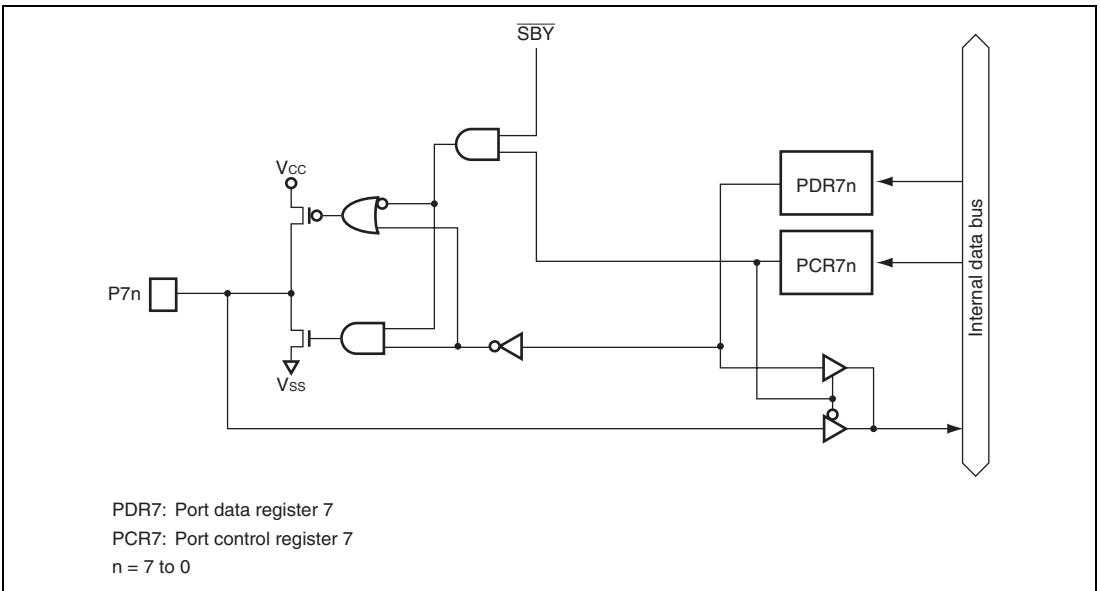 SBY
VCC
PDR7n
PCR7n
Internal data bus
P7n
VSS
PDR7: Port data register 7
PCR7: Port control register 7
n = 7 to 0